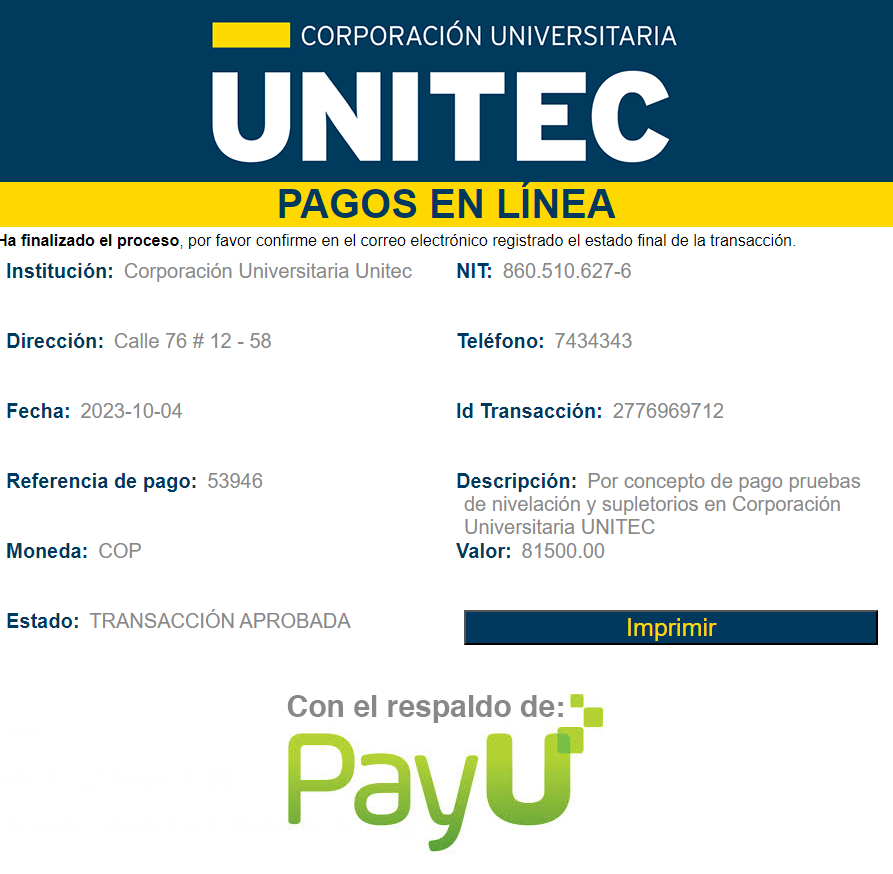 CORPORACIÓN UNIVERSITARIA
UNITEC
PAGOS EN LÍNEA
Ha finalizado el proceso, por favor confirme en el correo electrónico registrado el estado final de la transacción.
Institución: Corporación Universitaria Unitec
NIT: 860.510.627-6
Dirección: Calle 76 # 12 - 58
Teléfono: 7434343
Fecha: 2023-10-04
Id Transacción: 2776969712
Referencia de pago: 53946
Descripción: Por concepto de pago pruebas
de nivelación y supletorios en Corporación
Universitaria UNITEC
Moneda: COP
Valor: 81500.00
Estado: TRANSACCIÓN APROBADA
Imprimir
Con el respaldo de:
PayU